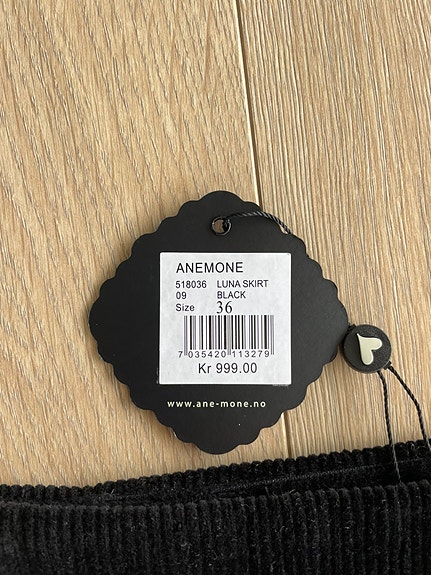 ANEMONE
518036 LUNA SKIRT
09 BLACK
Size 36
7 035420 113279
Kr 999.00
www.ane-mone.no